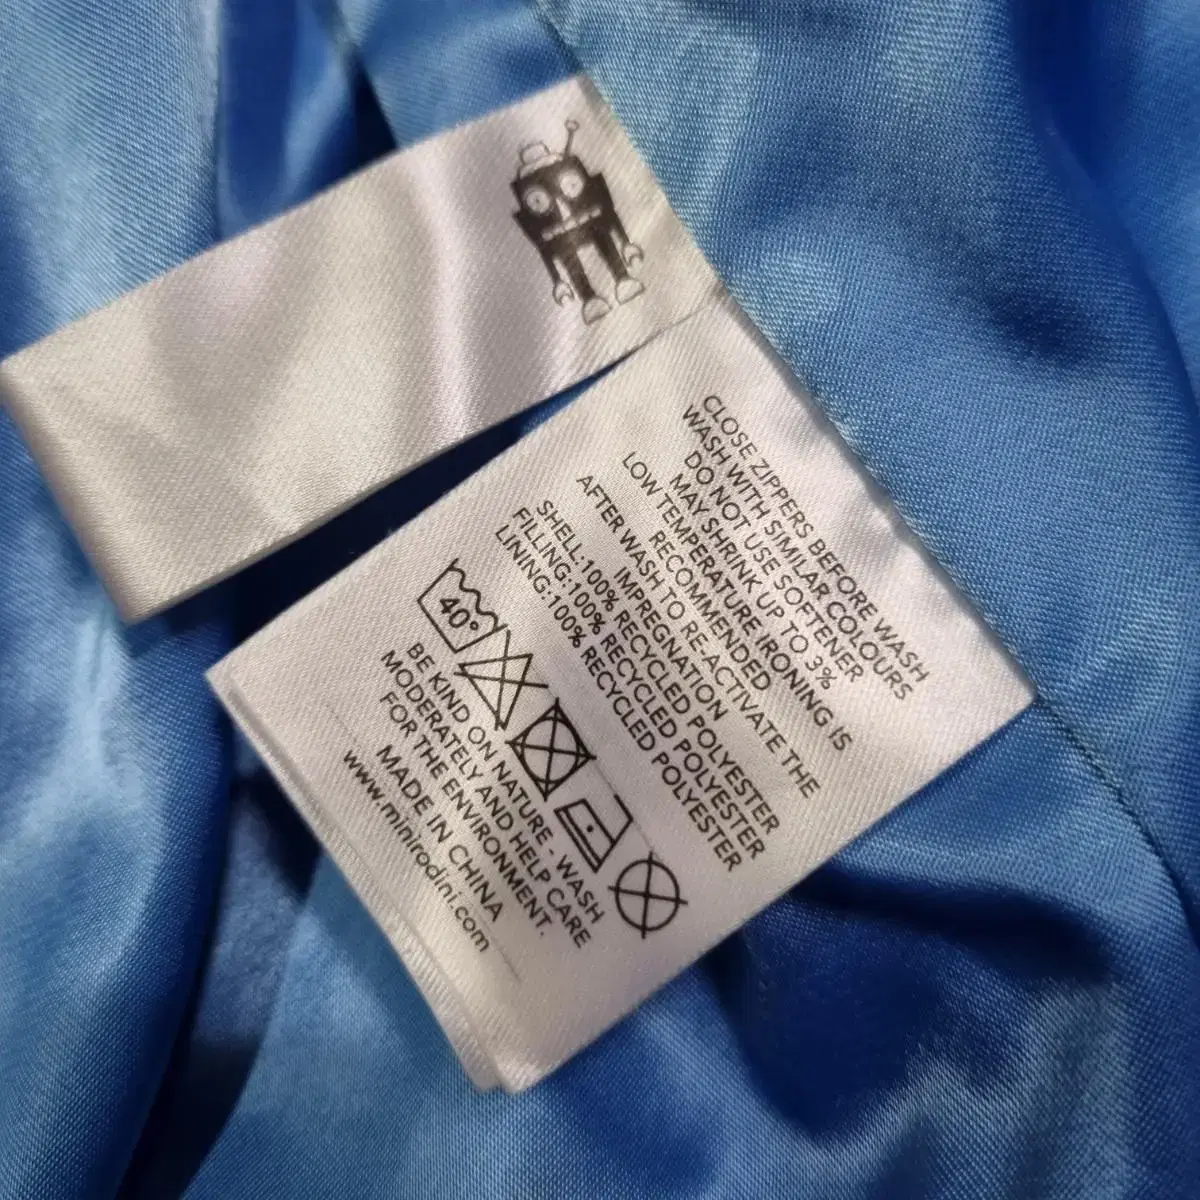 CLOSE ZIPPERS BEFORE WASH
WASH WITH SIMILAR COLOURS
DO NOT USE SOFTENER
MAY SHRINK UP TO 3%
LOW TEMPERATURE IRONING IS
RECOMMENDED
AFTER WASH TO RE-ACTIVATE THE
IMPREGNATION
SHELL:100% RECYCLED POLYESTER
FILLING:100% RECYCLED POLYESTER
LINING:100% RECYCLED POLYESTER
40°
BE KIND ON NATURE - WASH
MODERATELY AND HELP CARE
FOR THE ENVIRONMENT.
MADE IN CHINA
www.minirodini.com